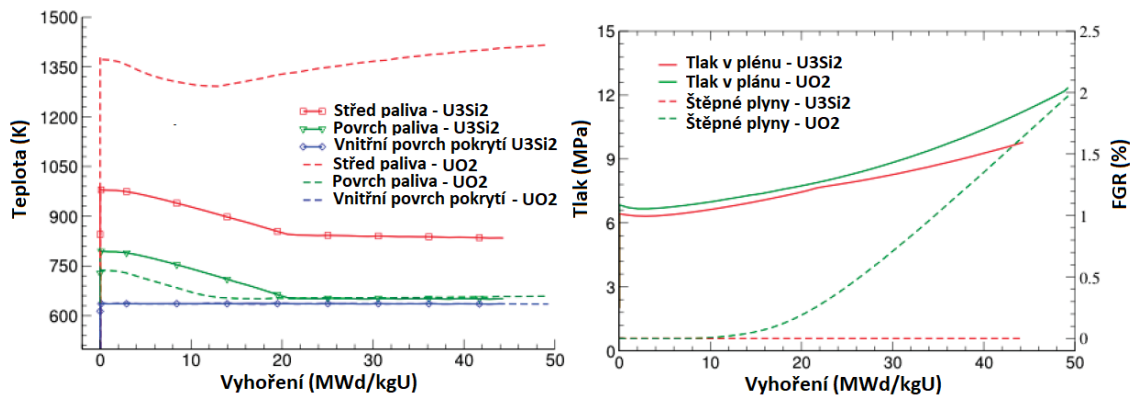 Teplota (K)
1500
1350
1200
1050
900
750
600
Střed paliva - U3Si2
Povrch paliva - U3Si2
Vnitřní povrch pokrytí U3Si2
Střed paliva - UO2
Povrch paliva - UO2
Vnitřní povrch pokrytí - UO2
0 10 20 30 40 50
Vyhoření (MWd/kgU)
Tlak (MPa)
15
12
9
6
3
0
Tlak v plénu - U3Si2
Tlak v plánu - UO2
Štěpné plyny - U3Si2
Štěpné plyny - UO2
2.5
2
1.5
1
0.5
0
FGR (%)
0 10 20 30 40 50
Vyhoření (MWd/kgU)